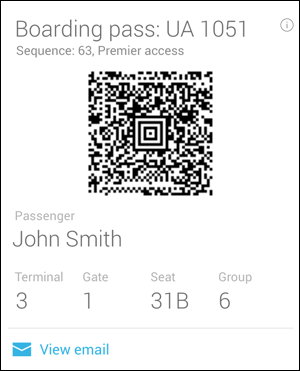 Boarding pass: UA 1051
Sequence: 63, Premier access
Passenger
John Smith
Terminal Gate Seat Group
3 1 31B 6
View email